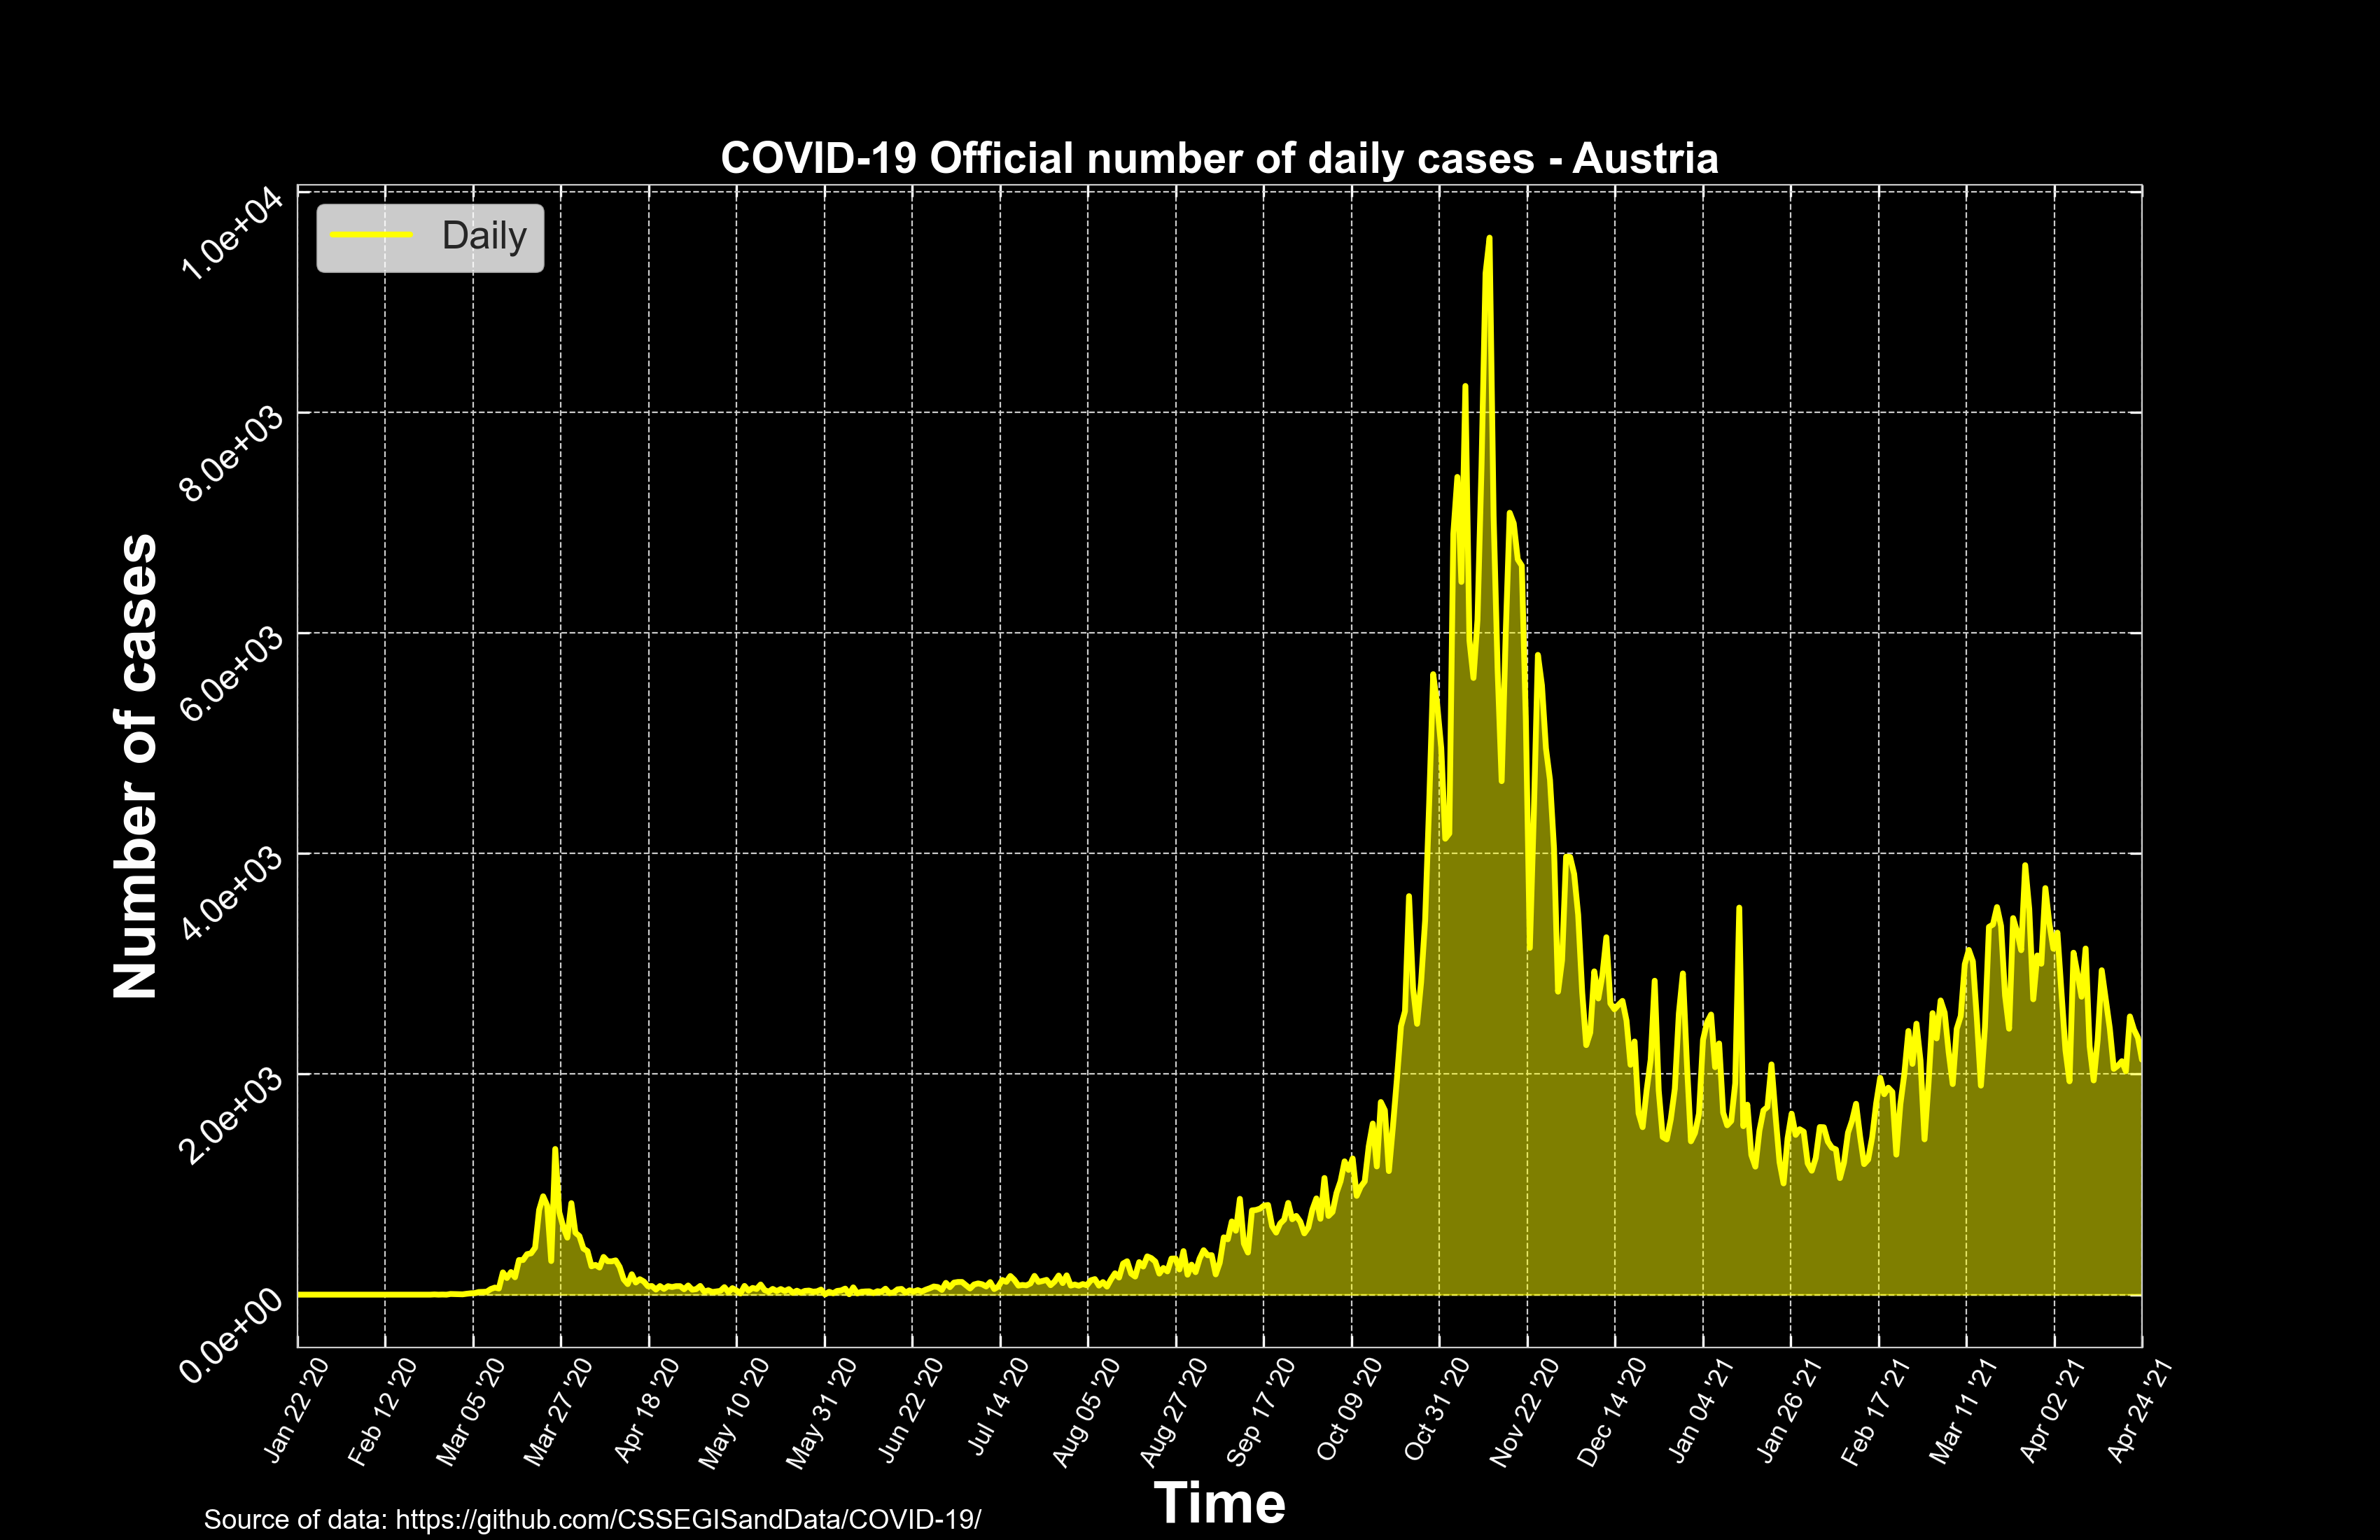 COVID-19 Official number of daily cases - Austria
Daily
Number of cases
1.0e+04
8.0e+03
6.0e+03
4.0e+03
2.0e+03
0.0e+00
Jan 22 '20
Feb 12 '20
Mar 05 '20
Mar 27 '20
Apr 18 '20
May 10 '20
May 31 '20
Jun 22 '20
Jul 14 '20
Aug 05 '20
Aug 27 '20
Sep 17 '20
Oct 09 '20
Oct 31 '20
Nov 22 '20
Dec 14 '20
Jan 04 '21
Jan 26 '21
Feb 17 '21
Mar 11 '21
Apr 02 '21
Apr 24 '21
Time
Source of data: https://github.com/CSSEGISandData/COVID-19/